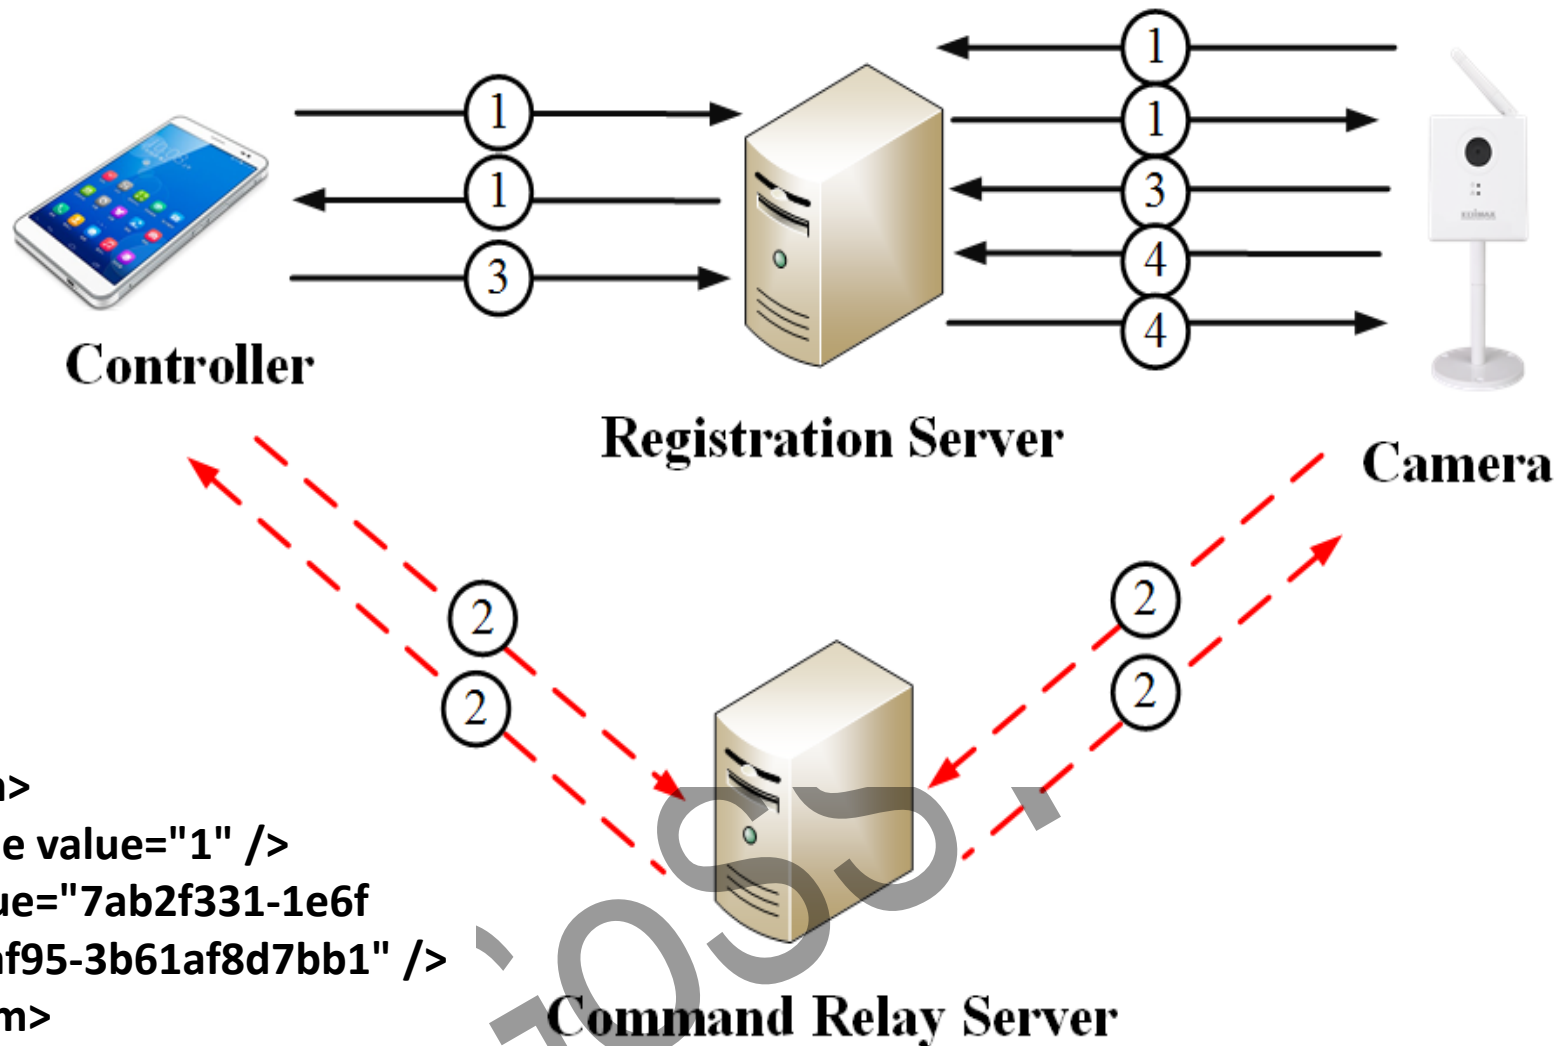 1
1
1
1
3
3
4
4
Controller
Registration Server
Camera
2
2
2
2
m>
e value="1" />
ue="7ab2f331-1e6f
af95-3b61af8d7bb1" />
m>
Command Relay Server